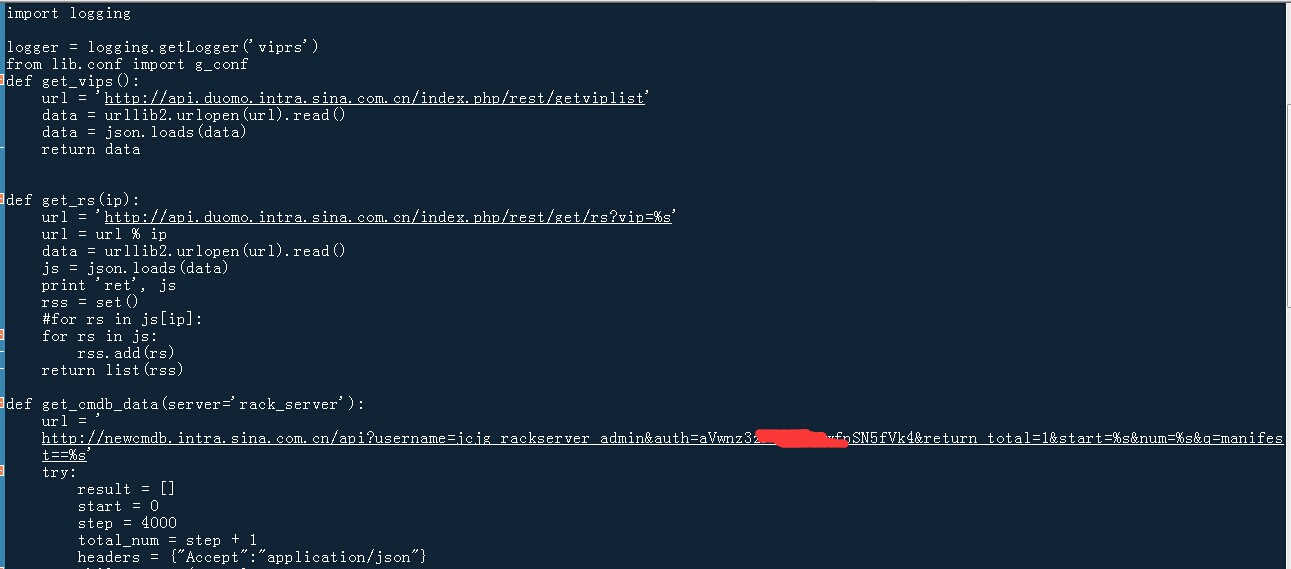 import logging
logger = logging.getLogger('viprs')
from lib.conf import g_conf
def get_vips():
    url = 'http://api.duomo.intra.sina.com.cn/index.php/rest/getviplist'
    data = urllib2.urlopen(url).read()
    data = json.loads(data)
    return data
def get_rs(ip):
    url = 'http://api.duomo.intra.sina.com.cn/index.php/rest/get/rs?vip=%s'
    url = url % ip
    data = urllib2.urlopen(url).read()
    js = json.loads(data)
    print 'ret', js
    rss = set()
    #for rs in js[ip]:
    for rs in js:
        rss.add(rs)
    return list(rss)
def get_cmdb_data(server='rack_server'):
    url = '
    http://newcmdb.intra.sina.com.cn/api?username=jcjg_rackserver_admin&auth=aVwnz3 fnSN5fVk4&return_total=1&start=%s&num=%s&q=manifes
    t==%s'
    try:
        result = []
        start = 0
        step = 4000
        total_num = step + 1
        headers = {"Accept":"application/json"}